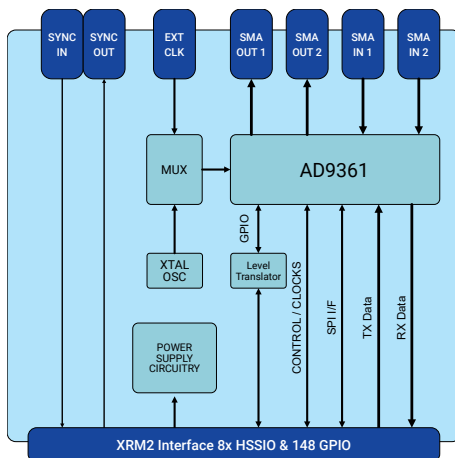 SYNC
IN
SYNC
OUT
EXT
CLK
SMA
OUT 1
SMA
OUT 2
SMA
IN 1
SMA
IN 2
MUX
AD9361
GPIO
XTAL
OSC
Level
Translator
CONTROL / CLOCKS
SPI I/F
TX Data
RX Data
POWER
SUPPLY
CIRCUITRY
XRM2 Interface 8x HSSIO & 148 GPIO